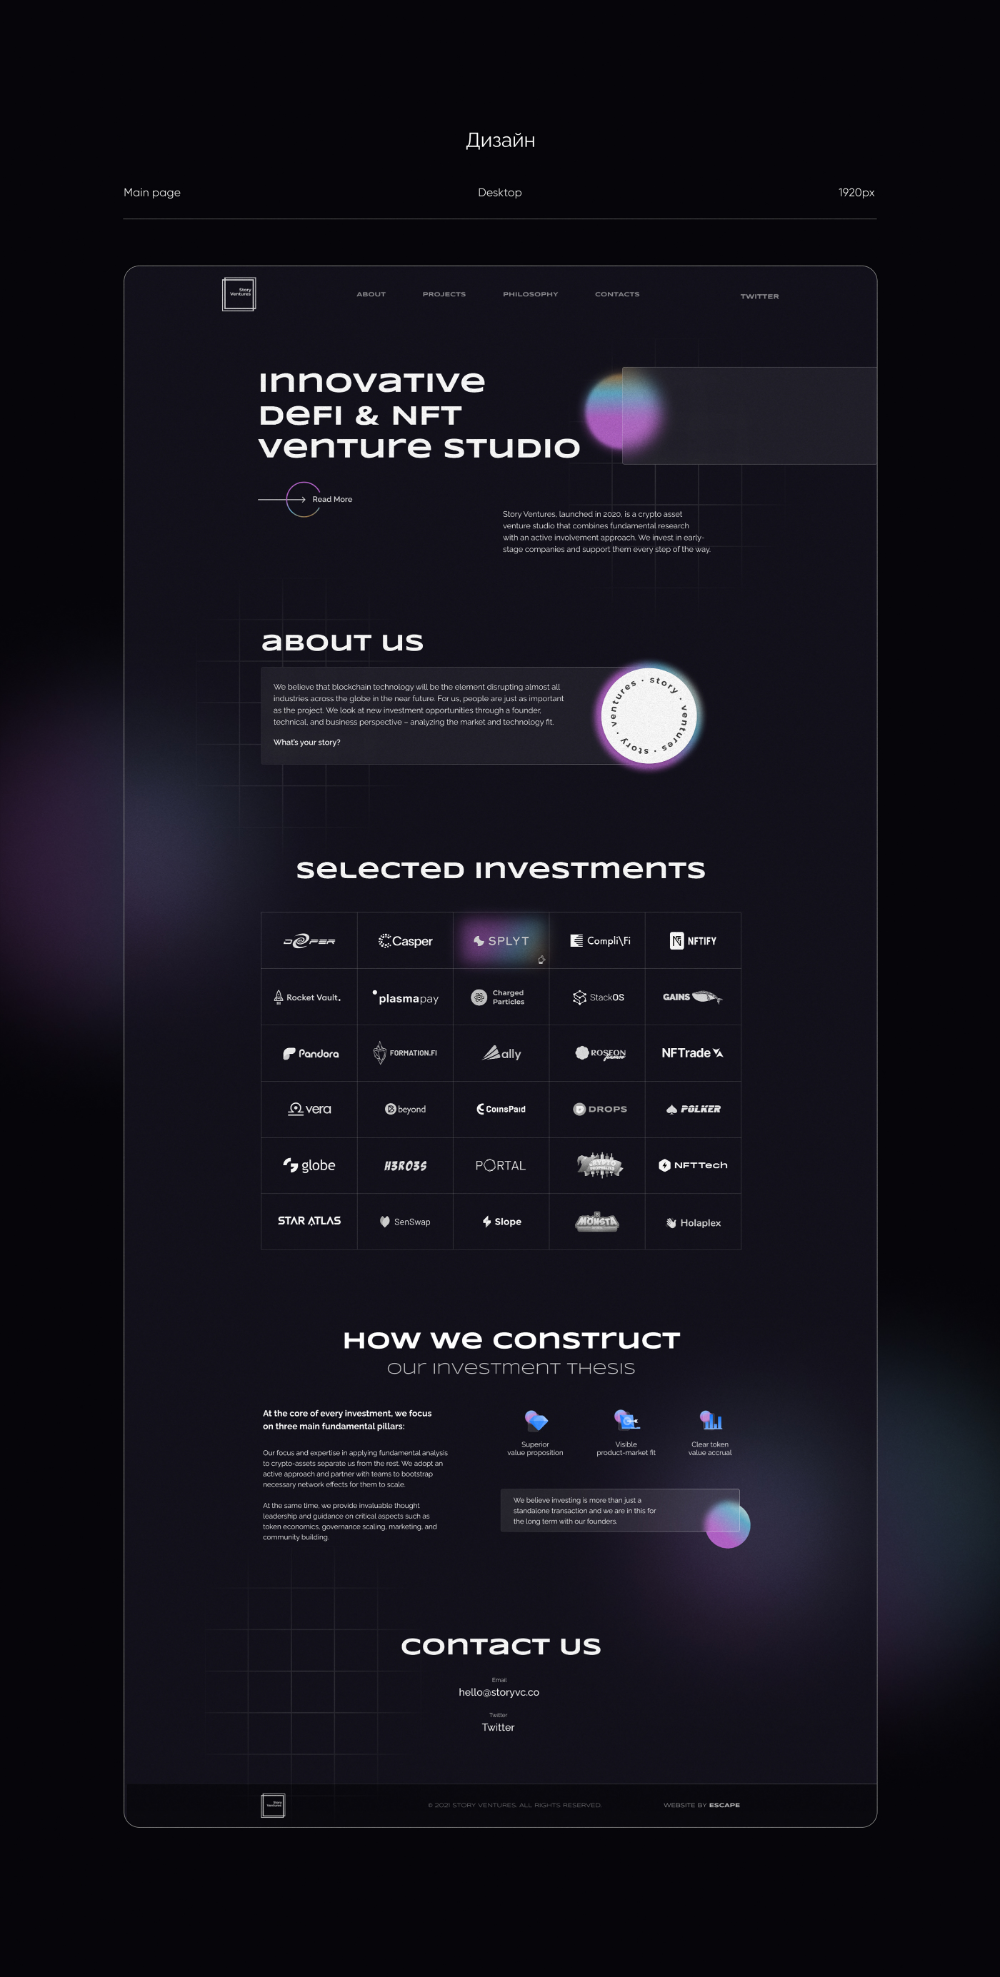 Дизайн
Main page
Desktop
1920px
Story
Ventures
ABOUT
PROJECTS
PHILOSOPHY
CONTACTS
TWITTER
Innovative
DeFi & NFT
venture studio
Read More
Story Ventures, launched in 2020, is a crypto asset
venture studio that combines fundamental research
with an active involvement approach. We invest in early-
stage companies and support them every step of the way.
about us
We believe that blockchain technology will be the element disrupting almost all
industries across the globe in the near future. For us, people are just as important
as the project. We look at new investment opportunities through a founder,
technical, and business perspective – analyzing the market and technology fit.
What's your story?
story · ventures · story · ventures ·
selected investments
Casper
SPLYT
Compli\Fi
NFTIFY
Rocket Vault.
plasmapay
Charged
Particles
StackOS
GAINS
Pandora
FORMATION.FI
ally
ROSEON
NFTrade
vera
beyond
CoinsPaid
DROPS
POLKER
globe
H3RO3S
PORTAL
NFTTech
STAR ATLAS
SenSwap
Slope
MONSTA
Holaplex
How we construct
our investment thesis
At the core of every investment, we focus
on three main fundamental pillars:
Our focus and expertise in applying fundamental analysis
to crypto-assets separate us from the rest. We adopt an
active approach and partner with teams to bootstrap
necessary network effects for them to scale.
At the same time, we provide invaluable thought
leadership and guidance on critical aspects such as
token economics, governance scaling, marketing, and
community building.
Superior
value proposition
Visible
product-market fit
Clear token
value accrual
We believe investing is more than just a
standalone transaction and we are in this for
the long term with our founders.
contact us
Email
hello@storyvc.co
Twitter
Twitter
Story
Ventures
© 2021 STORY VENTURES. ALL RIGHTS RESERVED.
WEBSITE BY ESCAPE